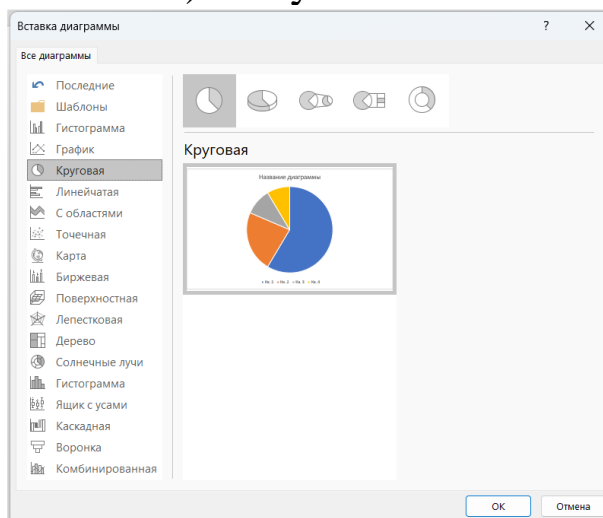 Вставка диаграммы ? ×
Все диаграммы
Последние
Шаблоны
Гистограмма
График
Круговая
Линейчатая
С областями
Точечная
Карта
Биржевая
Поверхностная
Лепестковая
Дерево
Солнечные лучи
Гистограмма
Ящик с усами
Каскадная
Воронка
Комбинированная
Круговая
Название диаграммы
ОК Отмена